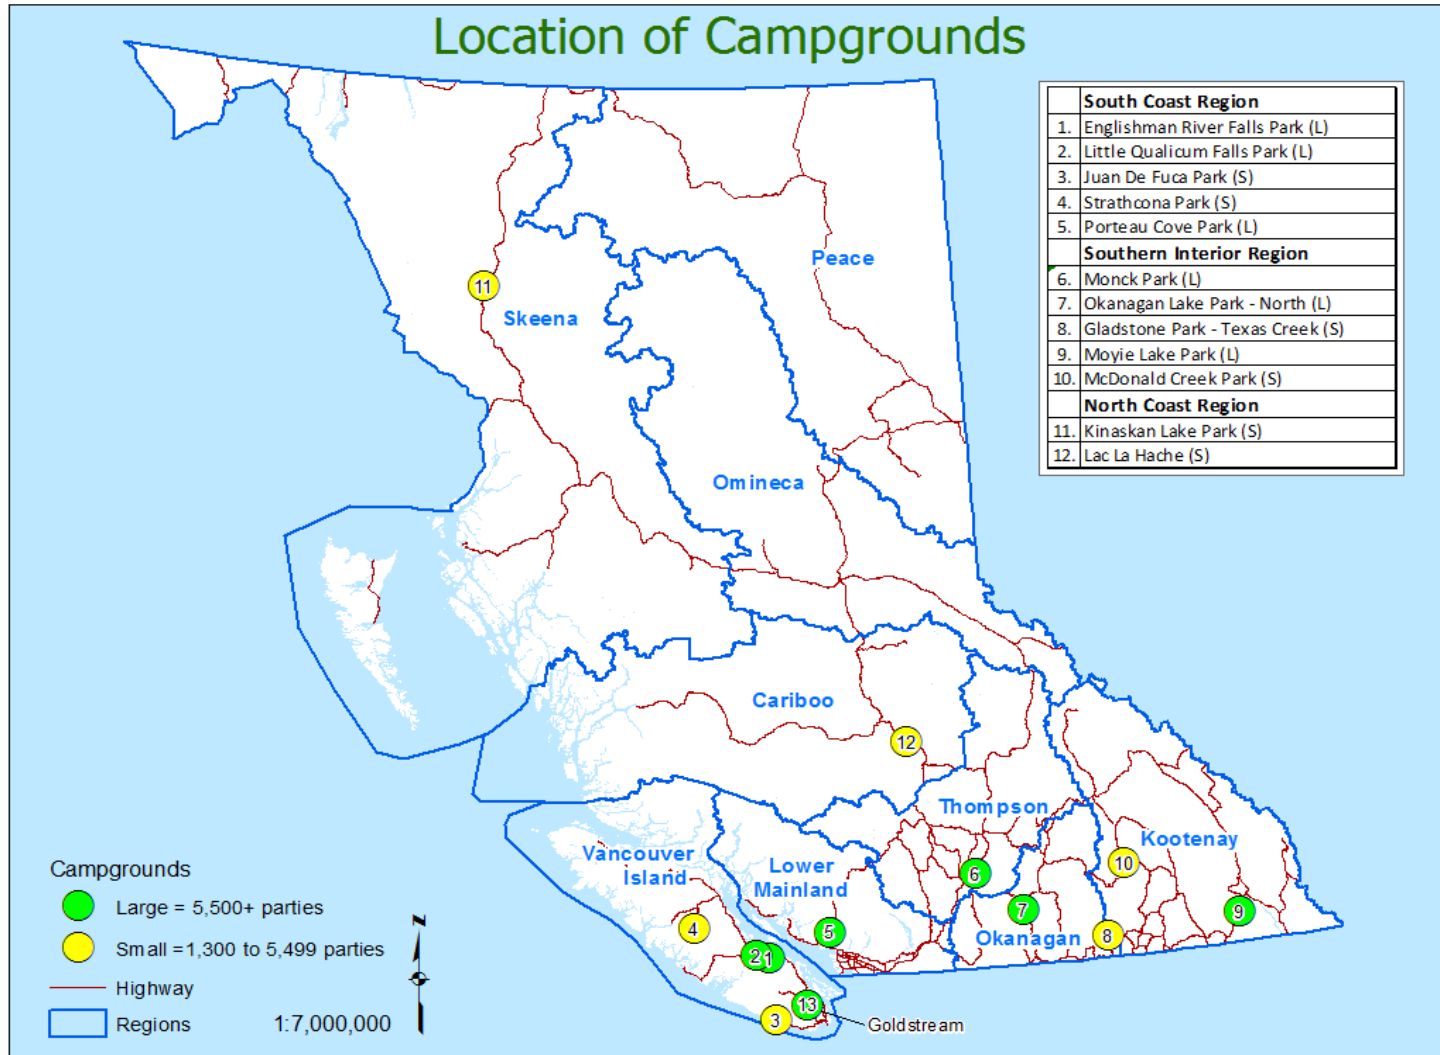 Location of Campgrounds
South Coast Region
1. Englishman River Falls Park (L)
2. Little Qualicum Falls Park (L)
3. Juan De Fuca Park (S)
4. Strathcona Park (S)
5. Porteau Cove Park (L)
Southern Interior Region
6. Monck Park (L)
7. Okanagan Lake Park - North (L)
8. Gladstone Park - Texas Creek (S)
9. Moyie Lake Park (L)
10. McDonald Creek Park (S)
North Coast Region
11. Kinaskan Lake Park (S)
12. Lac La Hache (S)
Peace
11
Skeena
Omineca
Cariboo
12
Thompson
Kootenay
Vancouver
Island
Lower
Mainland
10
6
7
9
4
5
8
Okanagan
2
1
13
3
Goldstream
Campgrounds
Large = 5,500+ parties
Small =1,300 to 5,499 parties
Highway
Regions
1:7,000,000
N